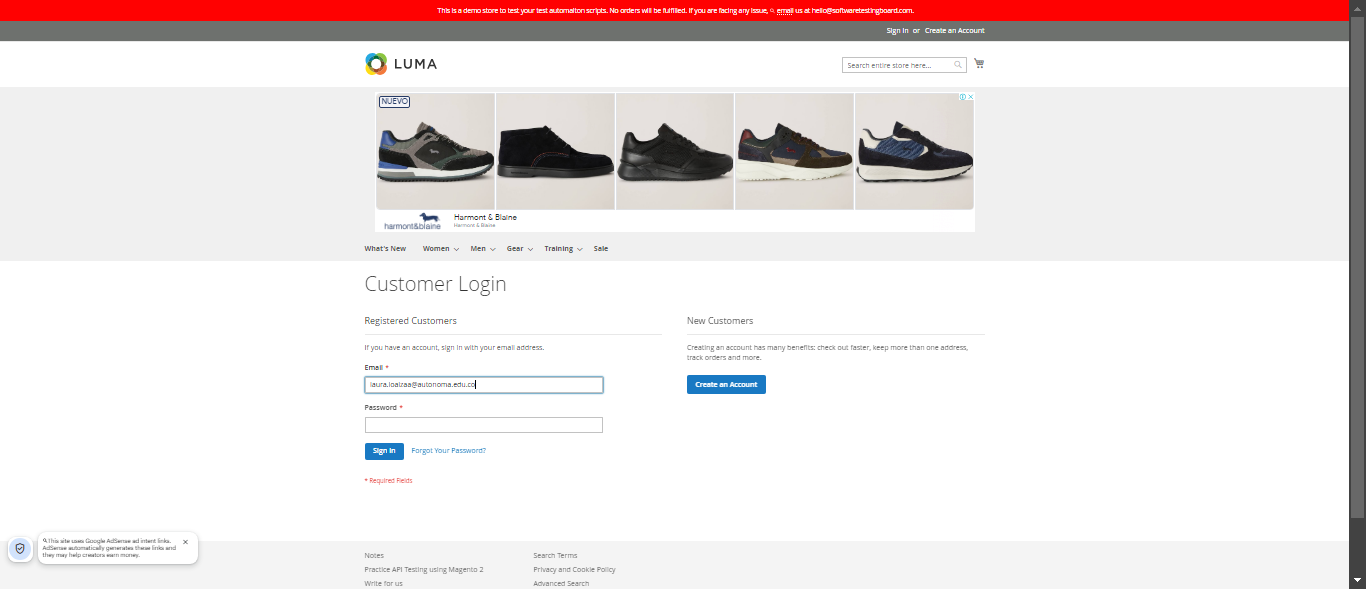 This is a demo store to test your test automaiton scripts. No orders will be fulfilled. If you are facing any issue, email us at hello@softwaretestingboard.com.
Sign In or Create an Account
LUMA
Search entire store here...
NUEVO
harmont&blaine
Harmont & Blaine
Harmont & Blaine
What's New Women Men Gear Training Sale
Customer Login
Registered Customers
If you have an account, sign in with your email address.
Email *
laura.loaizaa@autonoma.edu.co
Password *
Sign In Forgot Your Password?
* Required Fields
New Customers
Creating an account has many benefits: check out faster, keep more than one address,
track orders and more.
Create an Account
This site uses Google AdSense ad intent links.
AdSense automatically generates these links and
they may help creators earn money.
Notes
Practice API Testing using Magento 2
Write for us
Search Terms
Privacy and Cookie Policy
Advanced Search